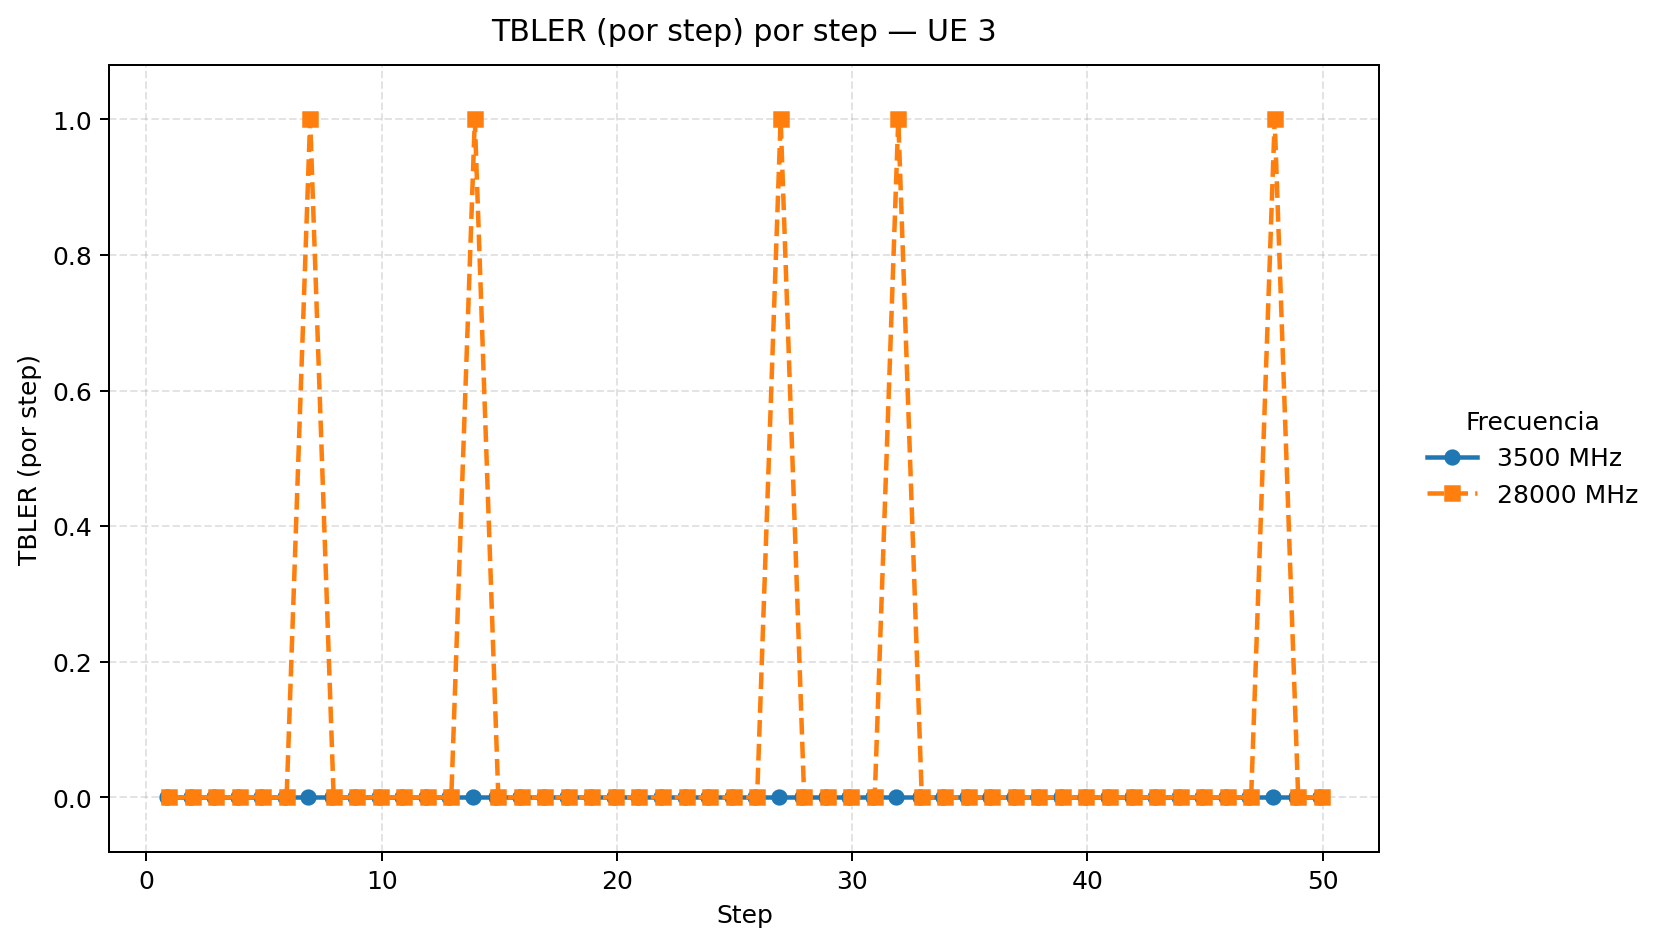 TBLER (por step) por step — UE 3
TBLER (por step)
1.0
0.8
0.6
0.4
0.2
0.0
0 10 20 30 40 50
Step
Frecuencia
3500 MHz
28000 MHz